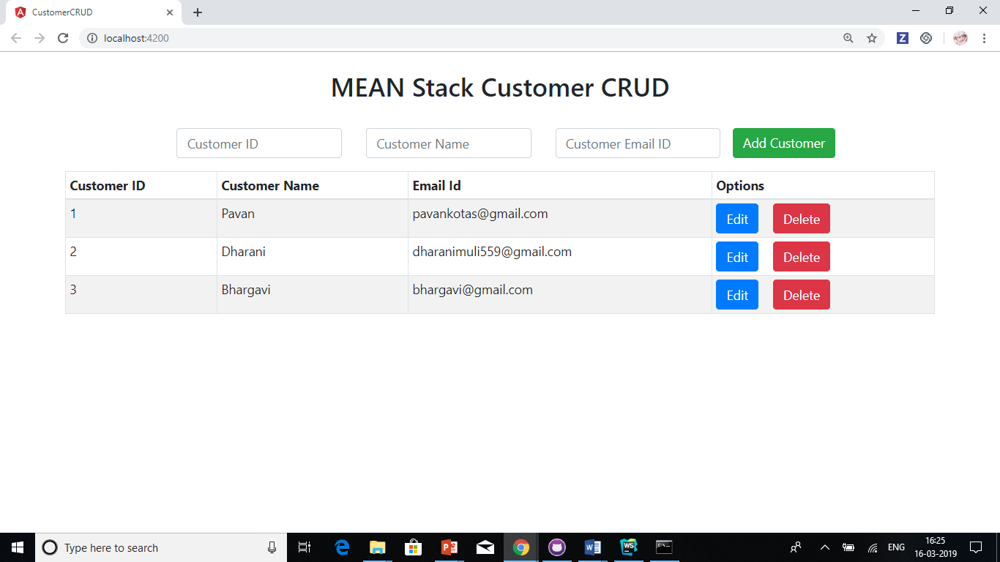 CustomerCRUD
localhost:4200
MEAN Stack Customer CRUD
Customer ID
Customer Name
Customer Email ID
Add Customer
Customer ID Customer Name Email Id Options
1 Pavan pavankotas@gmail.com Edit Delete
2 Dharani dharanimuli559@gmail.com Edit Delete
3 Bhargavi bhargavi@gmail.com Edit Delete
Type here to search
ENG
16:25
16-03-2019